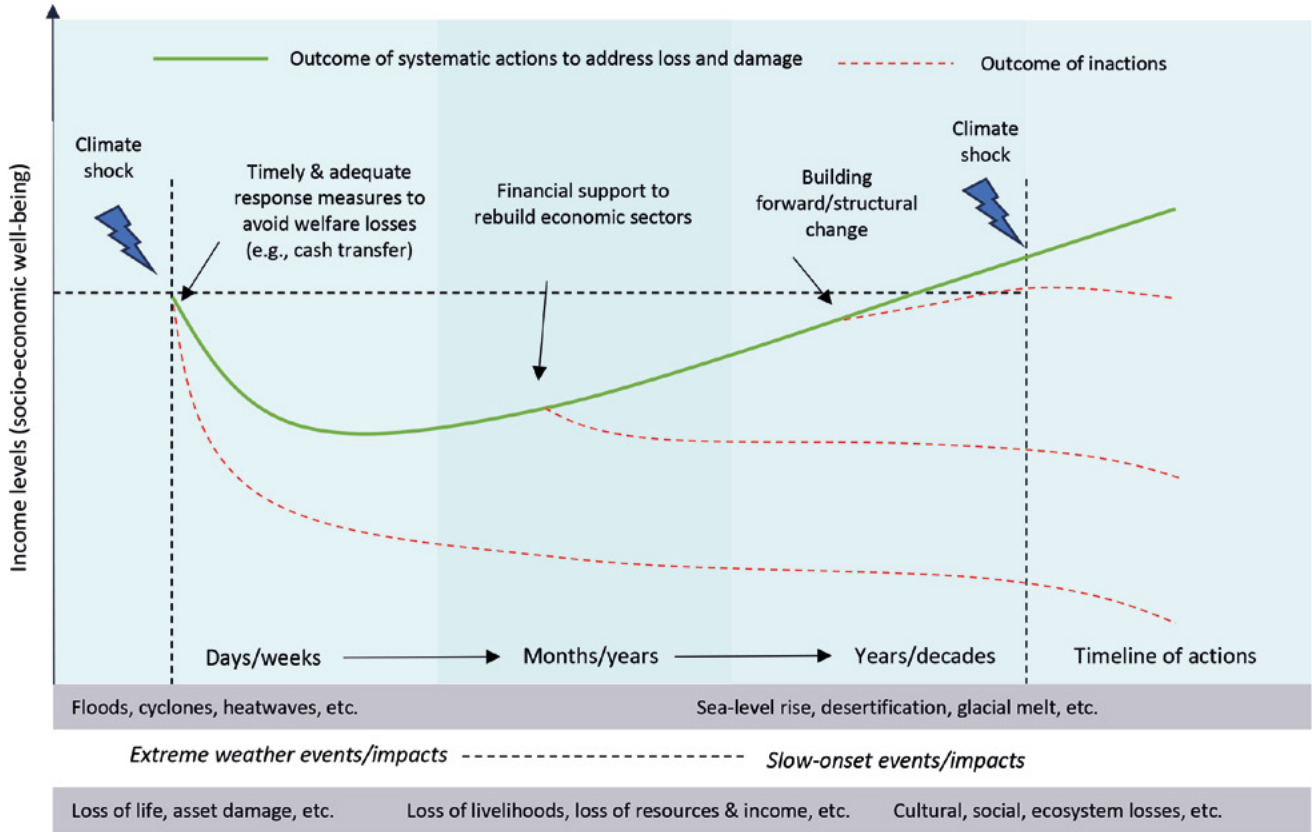 Outcome of systematic actions to address loss and damage
Outcome of inactions
Climate
shock
Timely & adequate
response measures to
avoid welfare losses
(e.g., cash transfer)
Financial support to
rebuild economic sectors
Building
forward/structural
change
Climate
shock
Income levels (socio-economic well-being)
Days/weeks
Months/years
Years/decades
Timeline of actions
Floods, cyclones, heatwaves, etc.
Sea-level rise, desertification, glacial melt, etc.
Extreme weather events/impacts
Slow-onset events/impacts
Loss of life, asset damage, etc.
Loss of livelihoods, loss of resources & income, etc.
Cultural, social, ecosystem losses, etc.